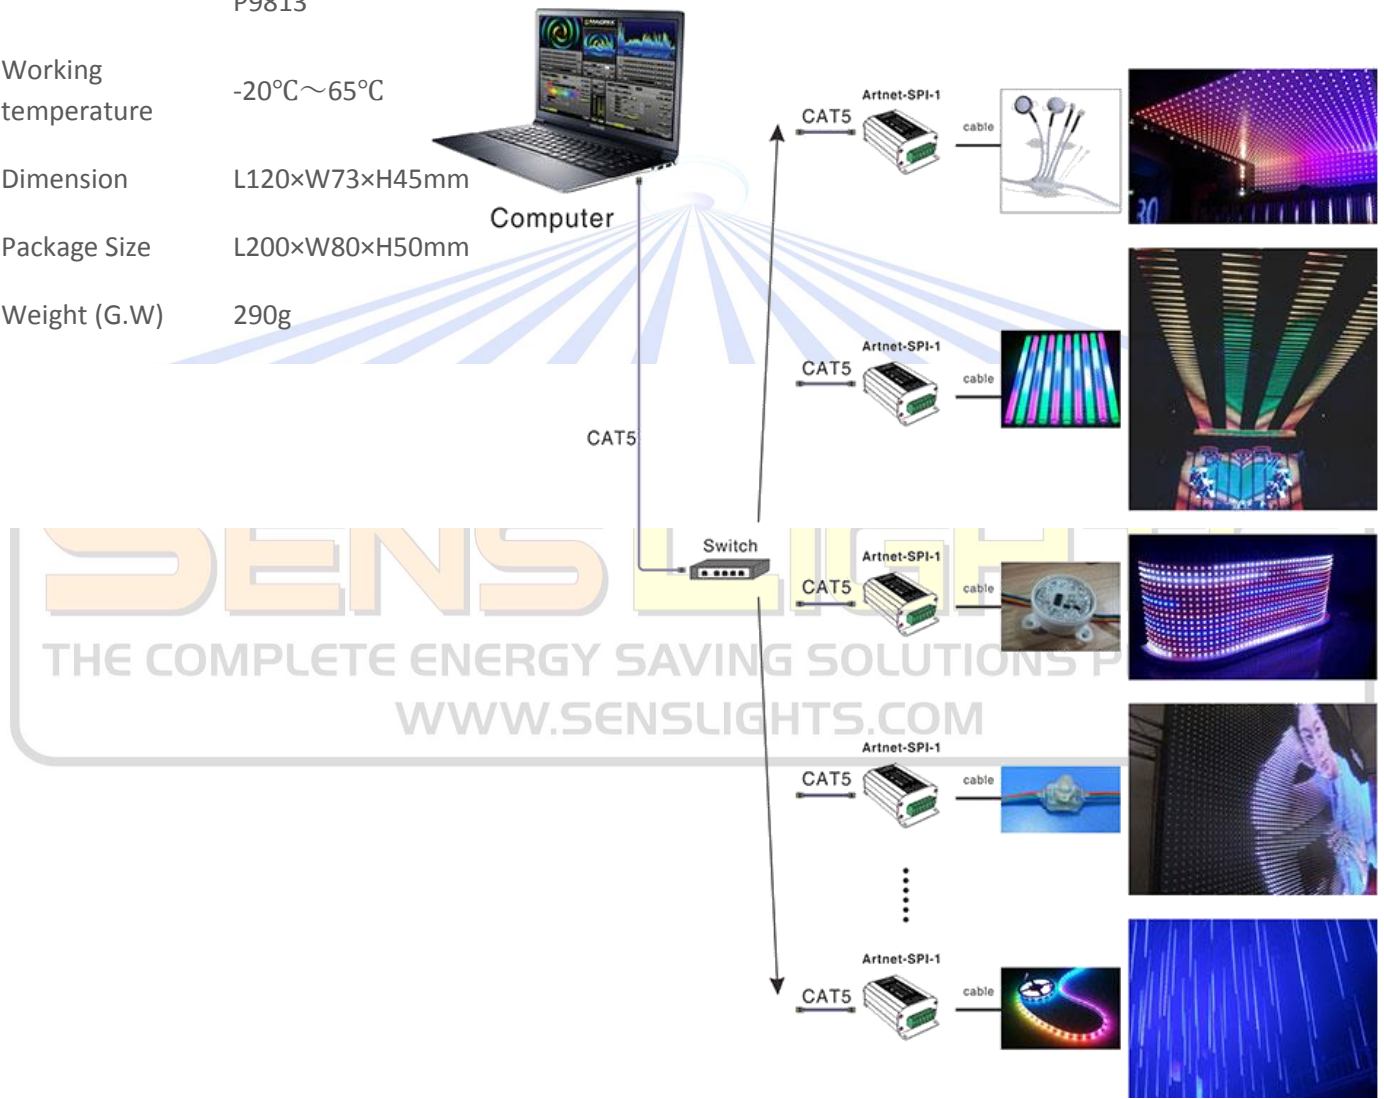 P9813
Working
temperature
-20℃～65℃
Dimension
L120×W73×H45mm
Package Size
L200×W80×H50mm
Weight (G.W)
290g
Computer
CAT5
Switch
Artnet-SPI-1
CAT5
cable
30
Artnet-SPI-1
CAT5
cable
Artnet-SPI-1
CAT5
cable
Artnet-SPI-1
CAT5
cable
Artnet-SPI-1
CAT5
cable
THE COMPLETE ENERGY SAVING SOLUTIONS P
WWW.SENSLIGHTS.COM